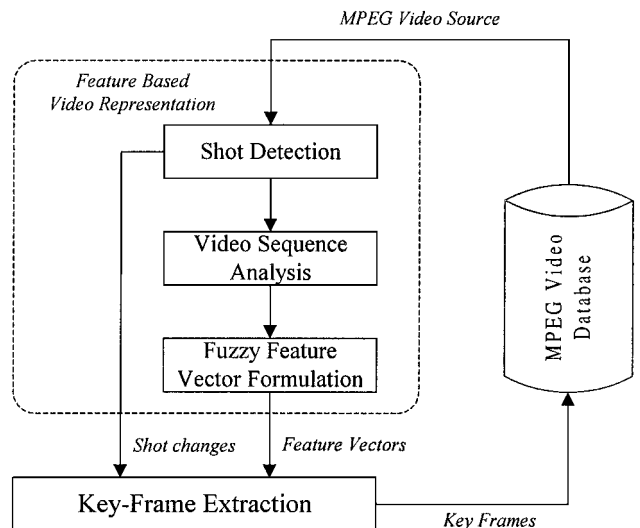 MPEG Video Source
Feature Based
Video Representation
Shot Detection
Video Sequence
Analysis
Fuzzy Feature
Vector Formulation
MPEG Video
Database
Shot changes
Feature Vectors
Key-Frame Extraction
Key Frames